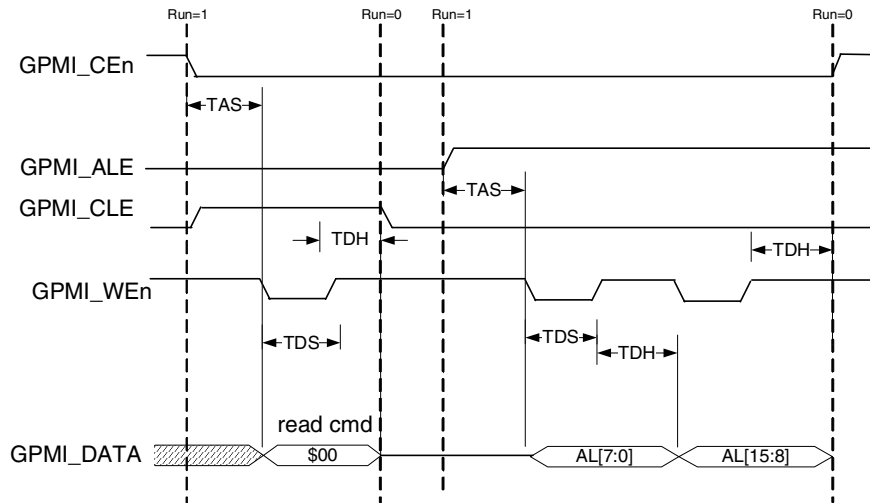 Run=1 Run=0 Run=1 Run=0
GPMI_CEn
TAS
GPMI_ALE
TAS
GPMI_CLE
TDH
TDH
GPMI_WEn
TDS
TDS
TDH
read cmd
GPMI_DATA $00 AL[7:0] AL[15:8]